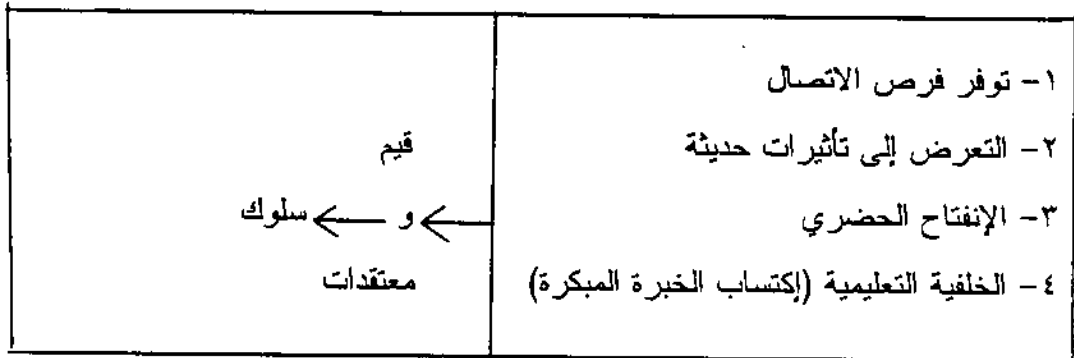 ١- توفر فرص الاتصال
٢- التعرض إلى تأثيرات حديثة
٣- الإنفتاح الحضري
٤- الخلفية التعليمية (إكتساب الخبرة المبكرة)
قيم
و ← سلوك
معتقدات